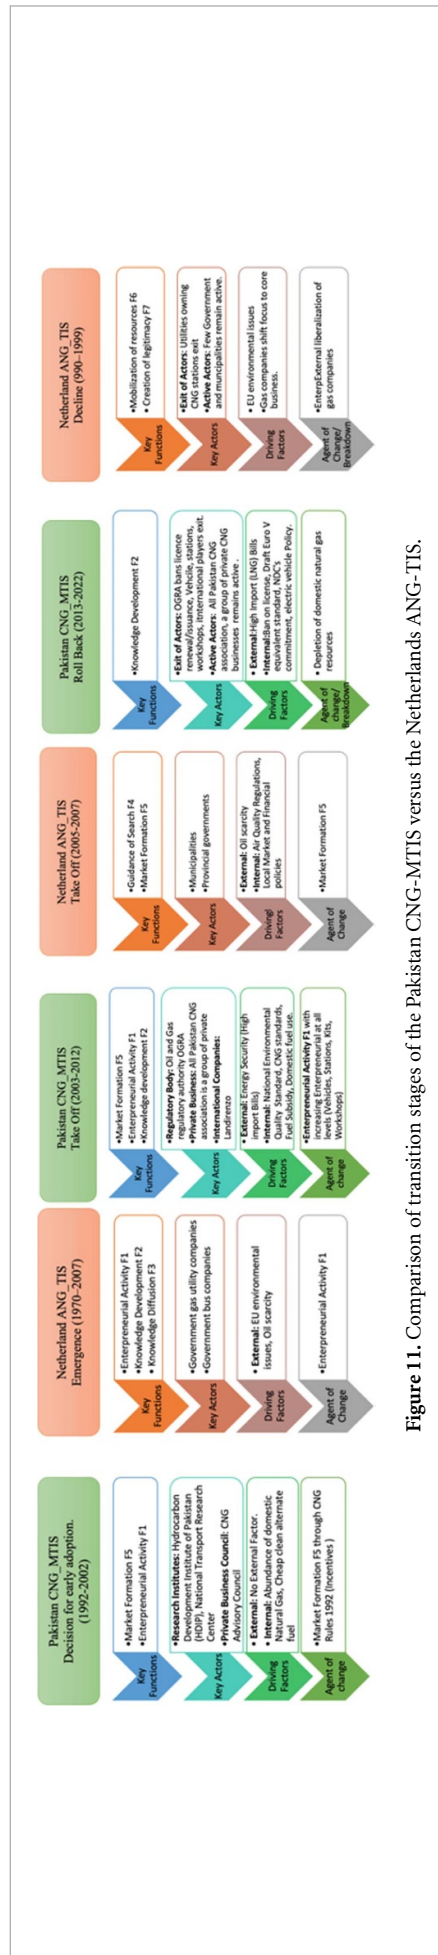 Pakistan CNG_MTIS
Decision for early adoption.
(1992-2002)
Key
Functions
•Market Formation F5
•Enterpreneurial Activity F1
Key Actors
•Research Institutes: Hydrocarbon
Development Institute of Pakistan
(HDIP), National Transport Research
Center
•Private Business Council: CNG
Advisory Council
Driving
Factors
•External: No External Factor.
• Internal: Abundance of domestic
Natural Gas, Cheap clean alternate
fuel
Agent of
change
•Market Formation F5 through CNG
Rules 1992 (Incentives )
Netherland ANG_TIS
Emergence (1970–2007)
Key
Functions
•Enterpreneurial Activity F1
•Knowledge Development F2
• Knowledge Diffusion F3
Key Actors
•Government gas utility companies
•Government bus companies
Driving
Factors
• External: EU environmental
issues, Oil scarcity
Agent of
Change
•Enterpreneurial Activity F1
Pakistan CNG_MTIS
Take Off (2003-2012)
Key
Functions
•Market Formation F5
•Enterpreneurial Activity F1
•Knowledge development F2
Key Actors
•Regulatory Body: Oil and Gas
regulatory authority OGRA
•Private Business: All Pakistan CNG
association is a group of private
•International Companies:
Landirenzo
Driving
Factors
• External: Energy Security (High
import Bills)
•Internal: National Environmental
Quality Standard, CNG standards,
Fuel Subsidy, Domestic fuel use.
Agent of
change
•Enterpreneurial Activity F1 with
increasing Enterpreneurial at all
levels (Vehicles, Stations, Kits,
Workshops)
Netherland ANG_TIS
Take Off (2005-2007)
Key
Functions
•Guidance of Search F4
•Market Formation F5
Key Actors
•Municipalities
•Provincial governments
Drivingl
Factors
•External: Oil scarcity
•Internal: Air Quality Regulations,
Local Market and Financial
policies
Agent of
Change
•Market Formation F5
Pakistan CNG_MTIS
Roll Back (2013-2022)
Key
Functions
•Knowledge Development F2
Key Actors
•Exit of Actors: OGRA bans licence
renewal/issuance, Vehcile, stations,
workshops, itnternational players exit.
•Active Actors: All Pakistan CNG
association, a group of private CNG
businesses remains active .
Driving
Factors
• External:High Import (LNG) Bills
•Internal:Ban on license, Draft Euro V
equivalent standard, NDC's
commitment, electric vehicle Policy.
Agent of
change/
Breakdown
• Depletion of domestic natural gas
resources
Netherland ANG_TIS
Decline (990-1999)
Key
Functions
•Mobilization of resources F6
• Creation of legitimacy F7
Key Actors
•Exit of Actors: Utilities owning
CNG stations exit
•Active Actors: Few Government
and muncipalities remain active.
Driving
Factors
•EU environmental issues
•Gas companies shift focus to core
business.
Agent of
Change/
Breakdown
•EnterpExternal liberalization of
gas companies
Figure 11. Comparison of transition stages of the Pakistan CNG-MTIS versus the Netherlands ANG-TIS.